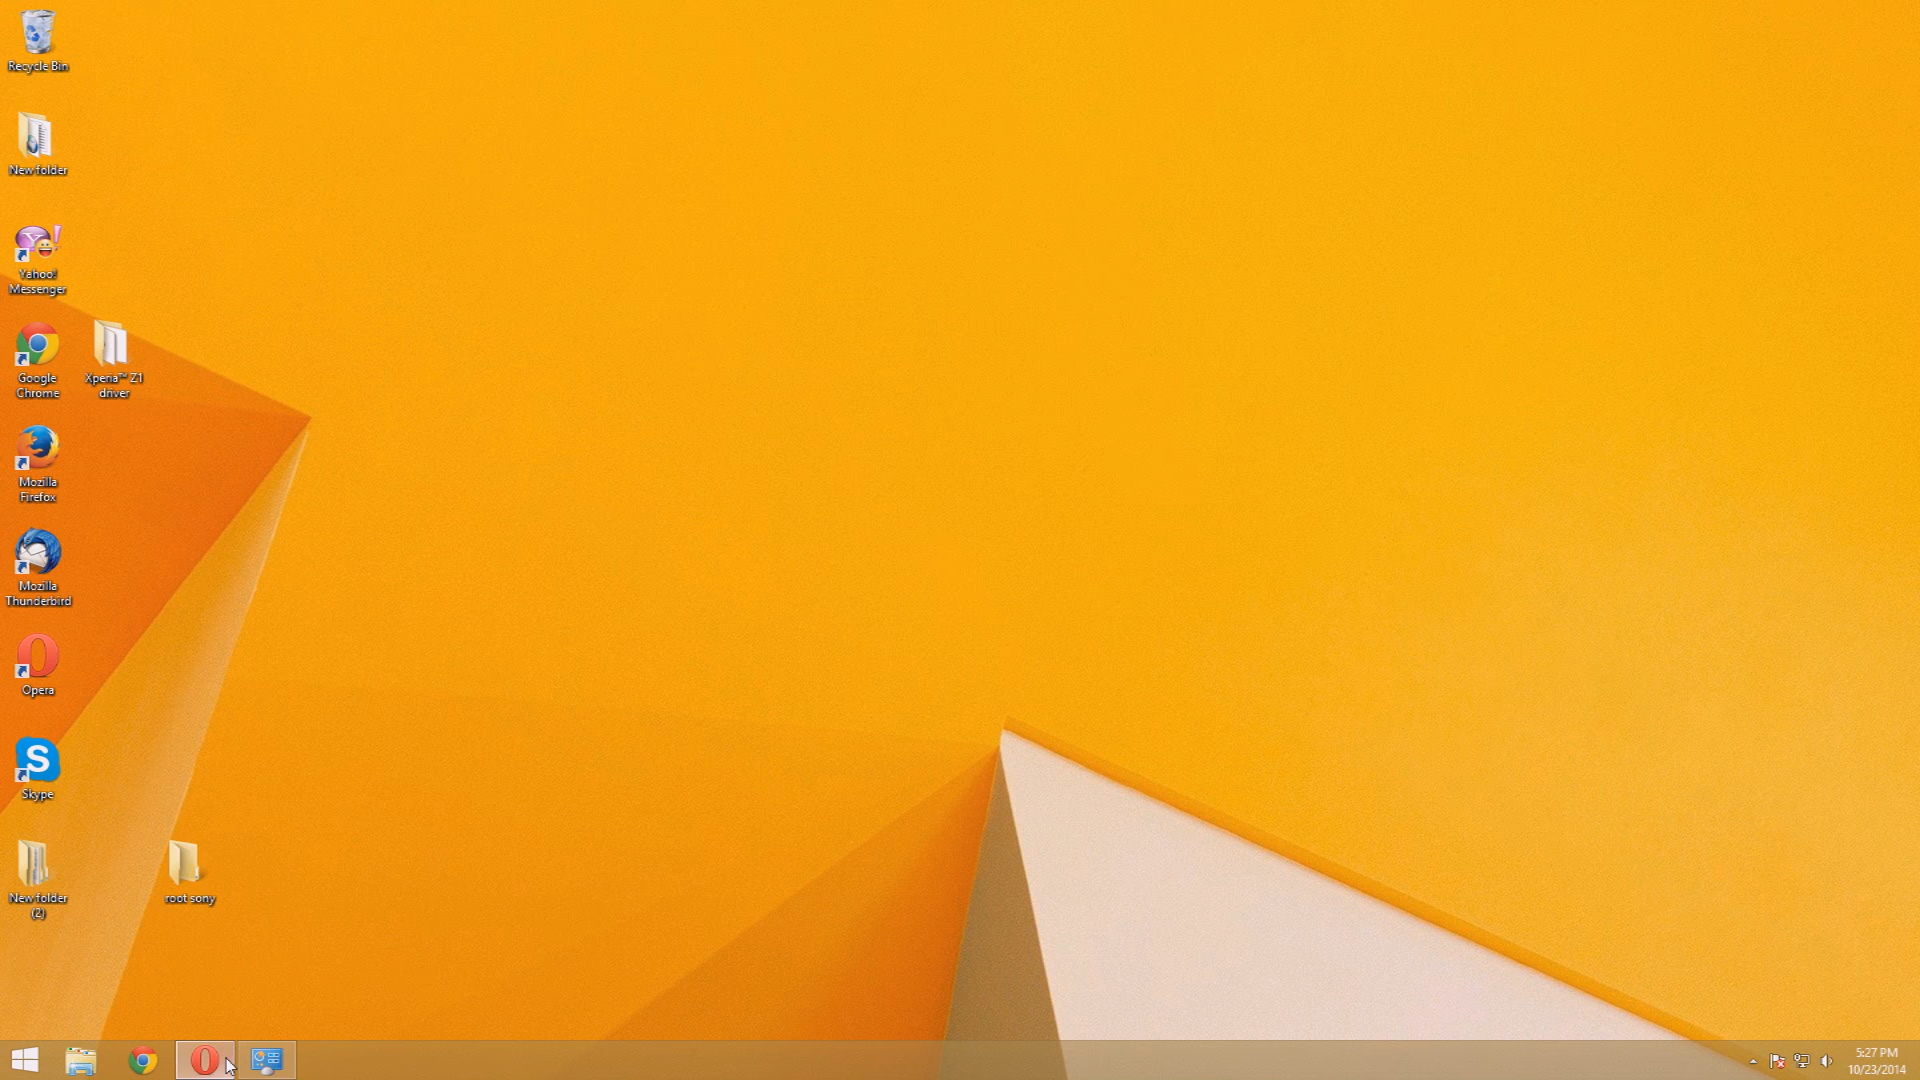 Recycle Bin
New folder
Yahoo!
Messenger
Google
Chrome
Xperia™ Z1
driver
Mozilla
Firefox
Mozilla
Thunderbird
Opera
S
Skype
New folder
(2)
root sony
5:27 PM
10/23/2014